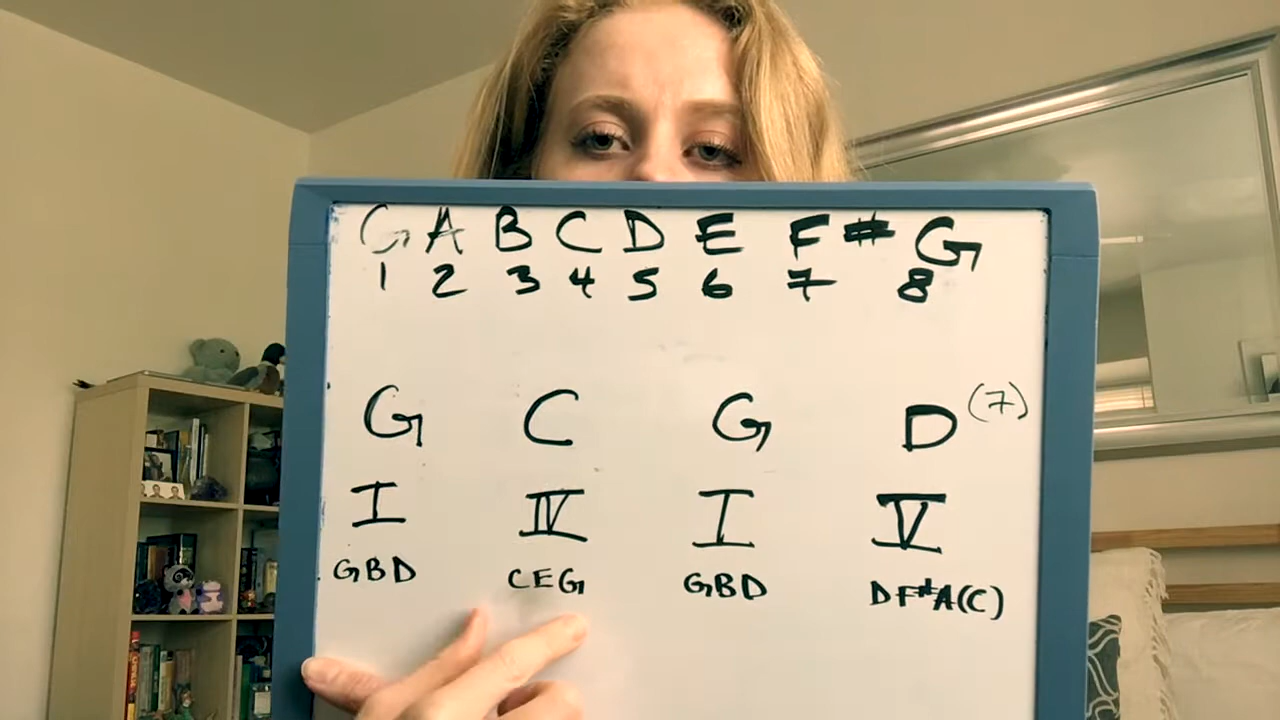 G A B C D E F# G
1 2 3 4 5 6 7 8
G C G D(7)
I IV I V
GBD CEG GBD DF#A(C)